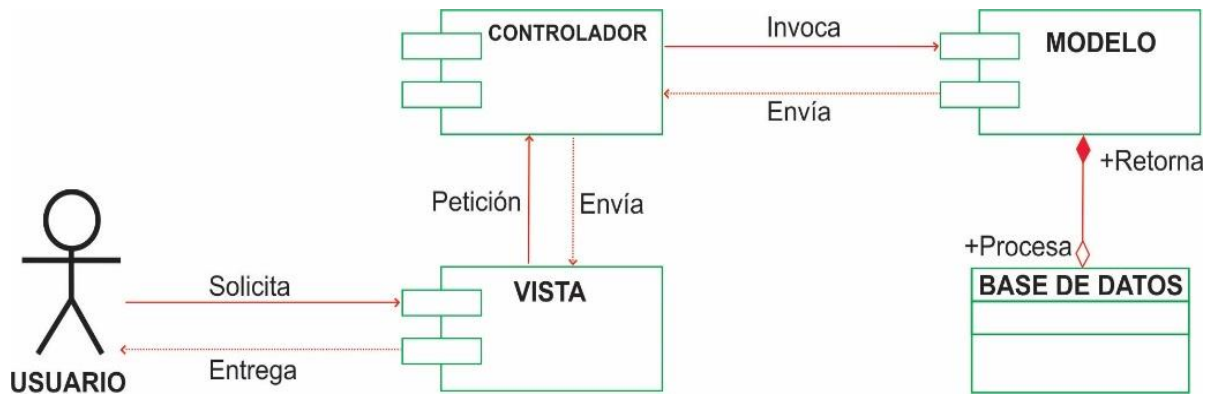 CONTROLADOR
Invoca
MODELO
Envía
+Retorna
Petición
Envía
+Procesa
Solicita
VISTA
BASE DE DATOS
Entrega
USUARIO